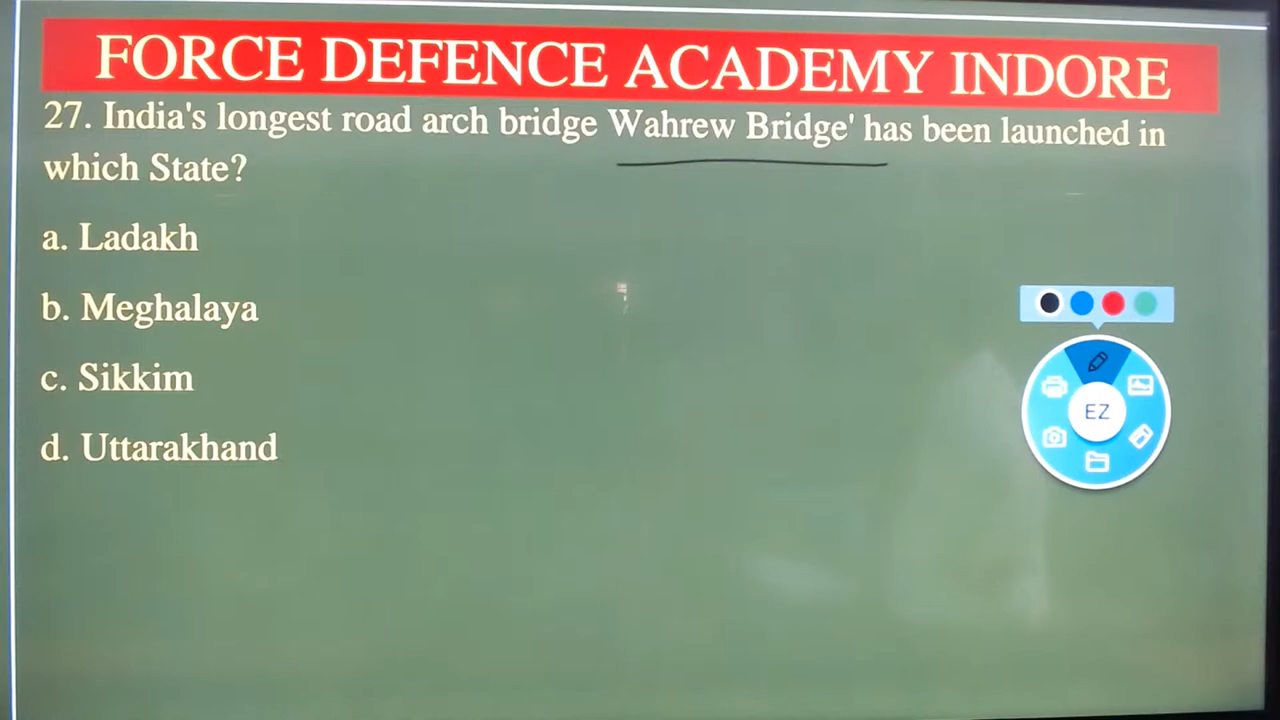 FORCE DEFENCE ACADEMY INDORE
27. India's longest road arch bridge Wahrew Bridge' has been launched in
which State?
a. Ladakh
b. Meghalaya
c. Sikkim
d. Uttarakhand
EZ